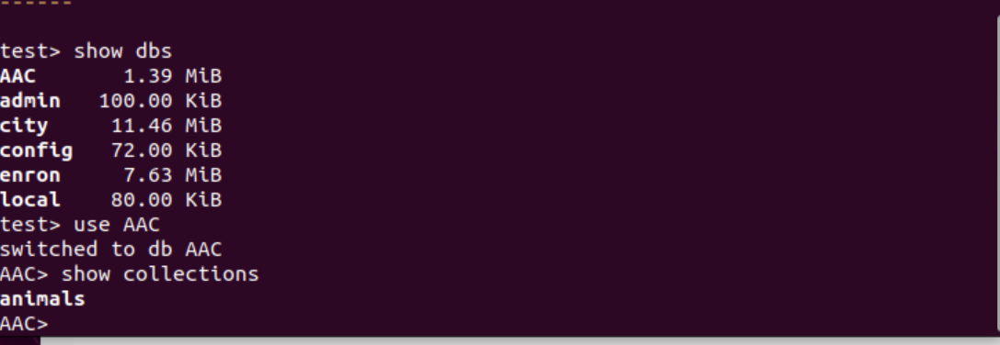 ------
test> show dbs
AAC       1.39 MiB
admin   100.00 KiB
city     11.46 MiB
config   72.00 KiB
enron     7.63 MiB
local    80.00 KiB
test> use AAC
switched to db AAC
AAC> show collections
animals
AAC>